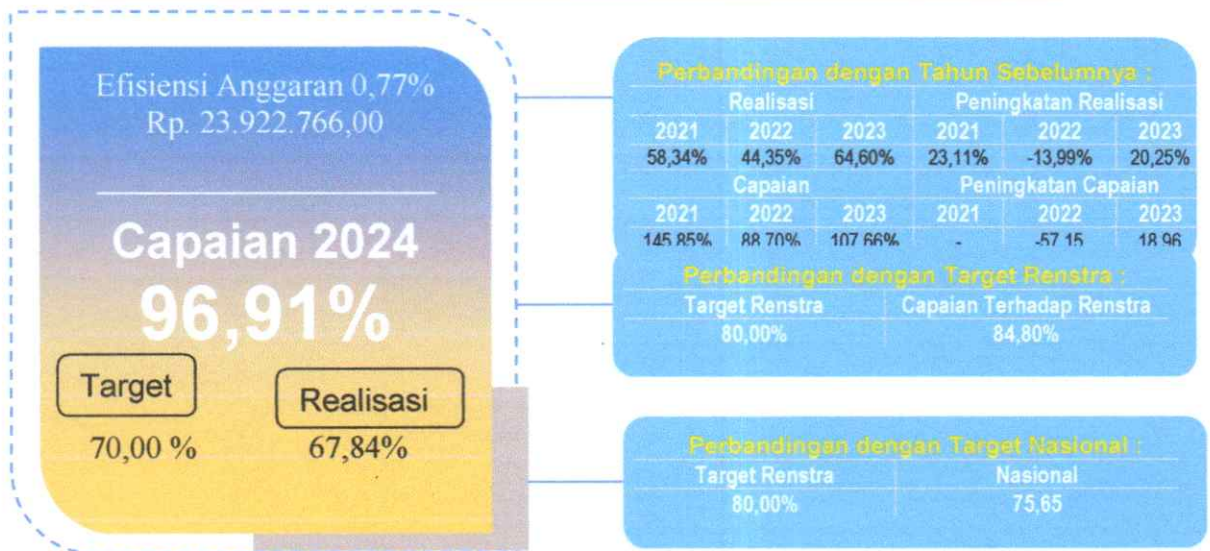 Efisiensi Anggaran 0,77%
Rp. 23.922.766,00
Capaian 2024
96,91%
Target
Realisasi
70,00 %
67,84%
Perbandingan dengan Tahun Sebelumnya :
Realisasi Peningkatan Realisasi
2021 2022 2023 2021 2022 2023
58,34% 44,35% 64,60% 23,11% -13,99% 20,25%
Capaian Peningkatan Capaian
2021 2022 2023 2021 2022 2023
145,85% 88,70% 107,66% - -57,15 18,96
Perbandingan dengan Target Renstra :
Target Renstra Capaian Terhadap Renstra
80,00% 84,80%
Perbandingan dengan Target Nasional :
Target Renstra Nasional
80,00% 75,65